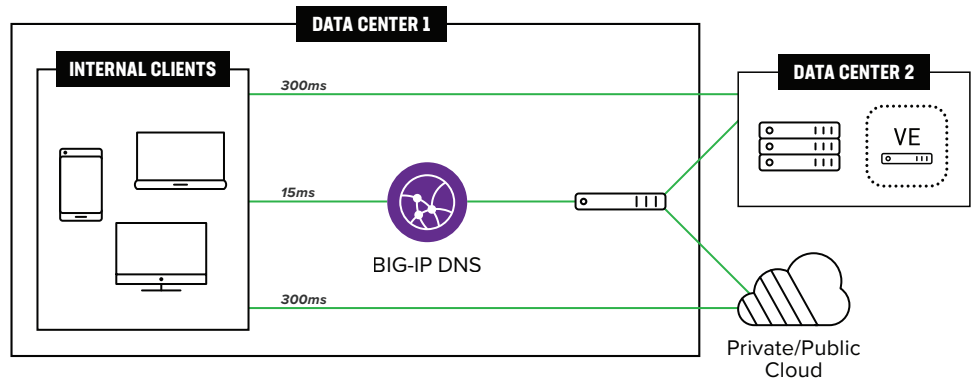 DATA CENTER 1
INTERNAL CLIENTS
300ms
DATA CENTER 2
VE
15ms
BIG-IP DNS
300ms
Private/Public
Cloud